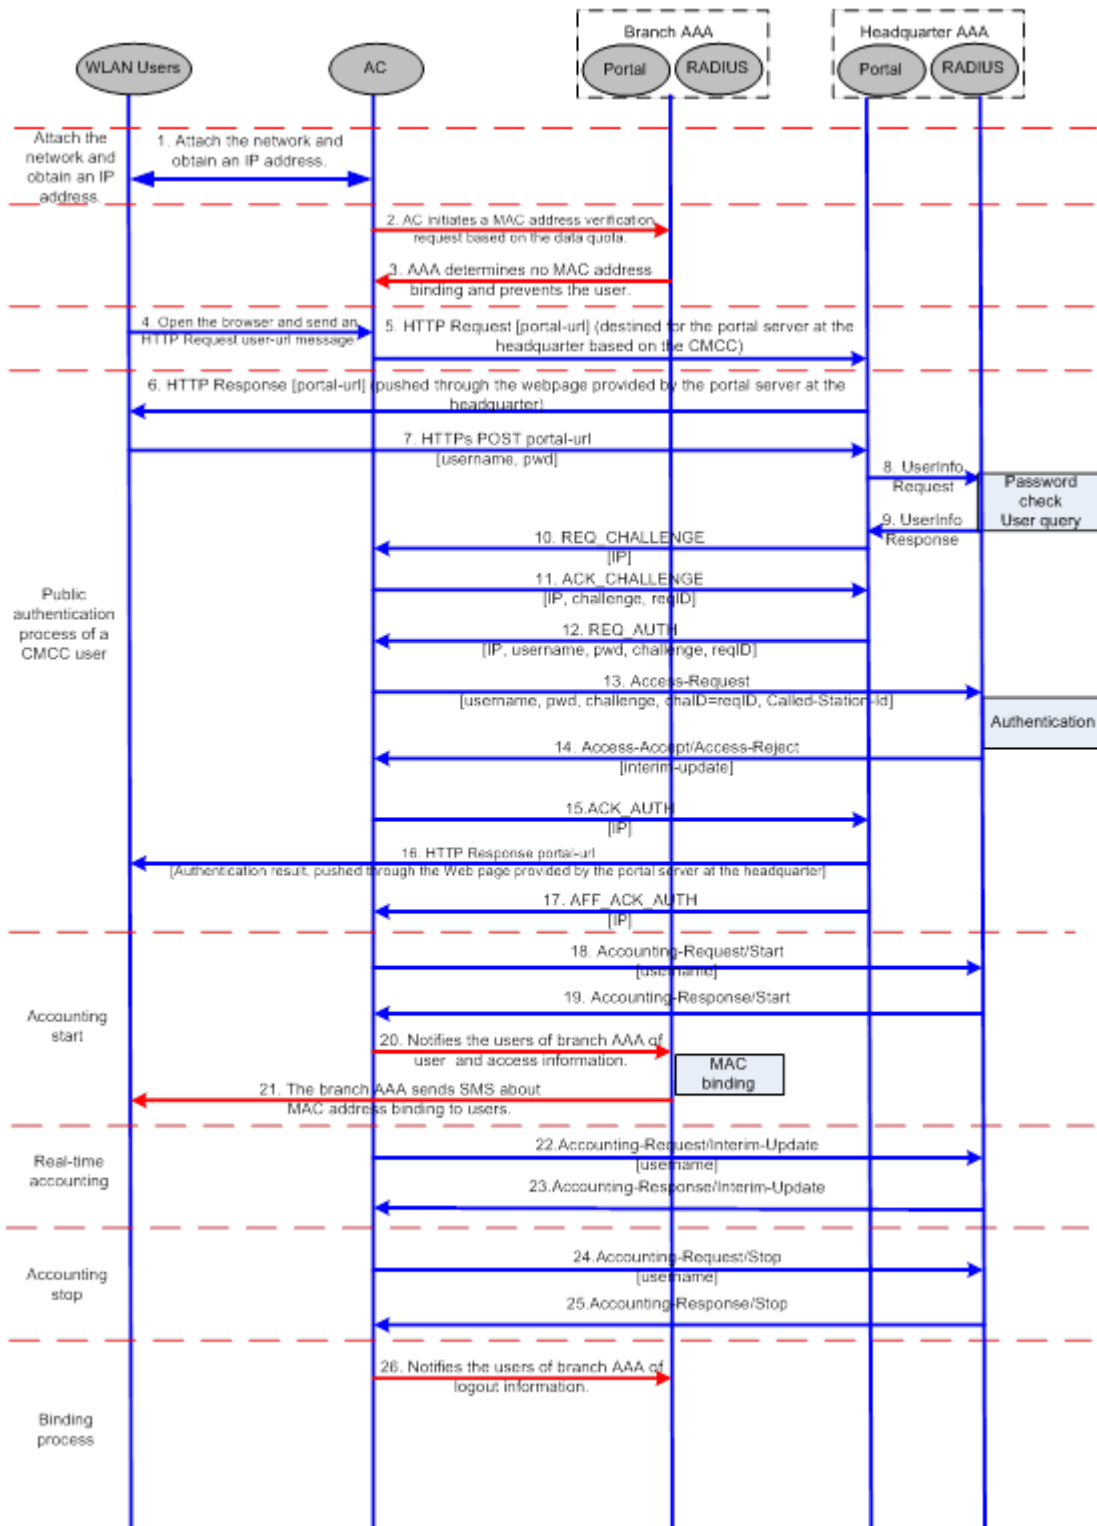 Branch AAA
Headquarter AAA
WLAN Users
AC
Portal
RADIUS
Portal
RADIUS
Attach the
network and
obtain an IP
address.
1. Attach the network and
obtain an IP address.
2. AC initiates a MAC address verification
request based on the data quota.
3. AAA determines no MAC address
binding and prevents the user.
4. Open the browser and send an
HTTP Request user-url message
5. HTTP Request [portal-url] (destined for the portal server at the
headquarter based on the CMCC)
6. HTTP Response [portal-url] (pushed through the webpage provided by the portal server at the
headquarter)
7. HTTPs POST portal-url
[username, pwd]
8. UserInfo
Request
Password
check
User query
9. UserInfo
Response
10. REQ_CHALLENGE
[IP]
11. ACK_CHALLENGE
[IP, challenge, reqID]
Public
authentication
process of a
CMCC user
12. REQ_AUTH
[IP, username, pwd, challenge, reqID]
13. Access-Request
[username, pwd, challenge, chaID=reqID, Called-Station-Id]
Authentication
14. Access-Accept/Access-Reject
[interim-update]
15.ACK_AUTH
[IP]
16. HTTP Response portal-url
[Authentication result, pushed through the Web page provided by the portal server at the headquarter]
17. AFF_ACK_AUTH
[IP]
18. Accounting-Request/Start
[username]
19. Accounting-Response/Start
Accounting
start
20. Notifies the users of branch AAA of
user and access information.
MAC
binding
21. The branch AAA sends SMS about
MAC address binding to users.
22.Accounting-Request/Interim-Update
[username]
Real-time
accounting
23.Accounting-Response/Interim-Update
24.Accounting-Request/Stop
[username]
Accounting
stop
25.Accounting-Response/Stop
26. Notifies the users of branch AAA of
logout information.
Binding
process